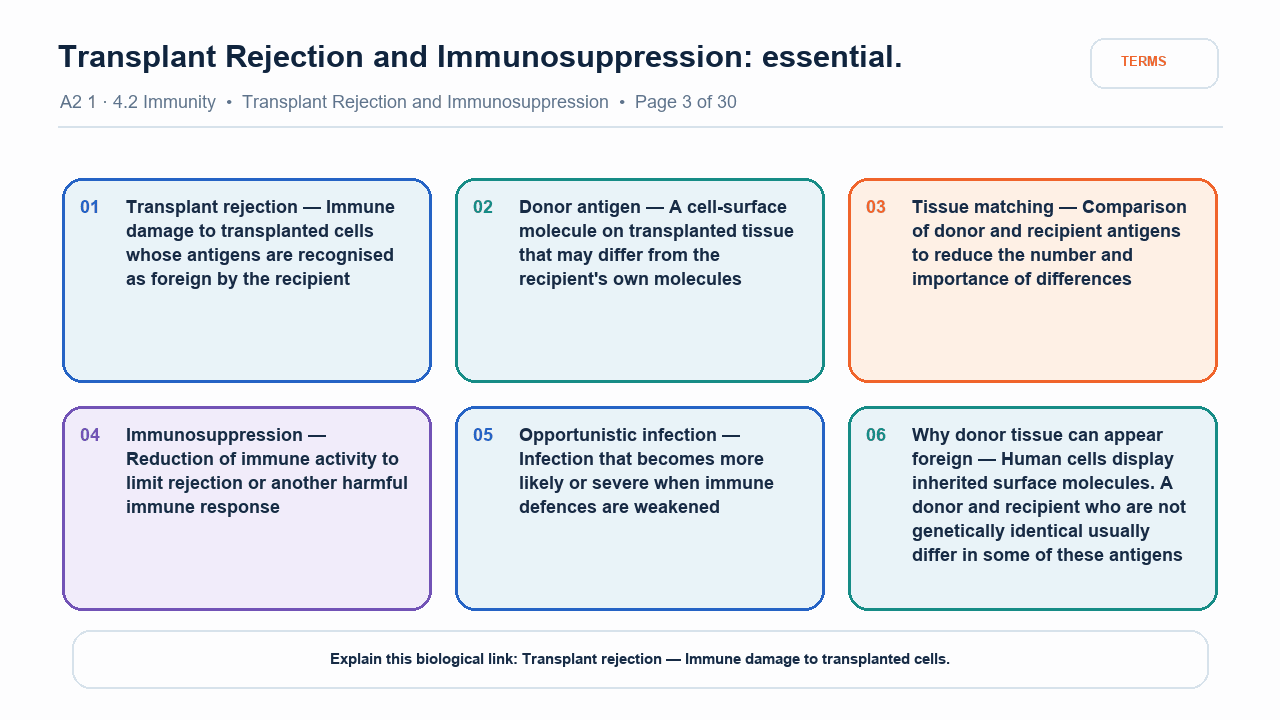 Transplant Rejection and Immunosuppression: essential.
TERMS
A2 1 · 4.2 Immunity • Transplant Rejection and Immunosuppression • Page 3 of 30
01
Transplant rejection — Immune
damage to transplanted cells
whose antigens are recognised
as foreign by the recipient
02
Donor antigen — A cell-surface
molecule on transplanted tissue
that may differ from the
recipient's own molecules
03
Tissue matching — Comparison
of donor and recipient antigens
to reduce the number and
importance of differences
04
Immunosuppression —
Reduction of immune activity to
limit rejection or another harmful
immune response
05
Opportunistic infection —
Infection that becomes more
likely or severe when immune
defences are weakened
06
Why donor tissue can appear
foreign — Human cells display
inherited surface molecules. A
donor and recipient who are not
genetically identical usually
differ in some of these antigens
Explain this biological link: Transplant rejection — Immune damage to transplanted cells.